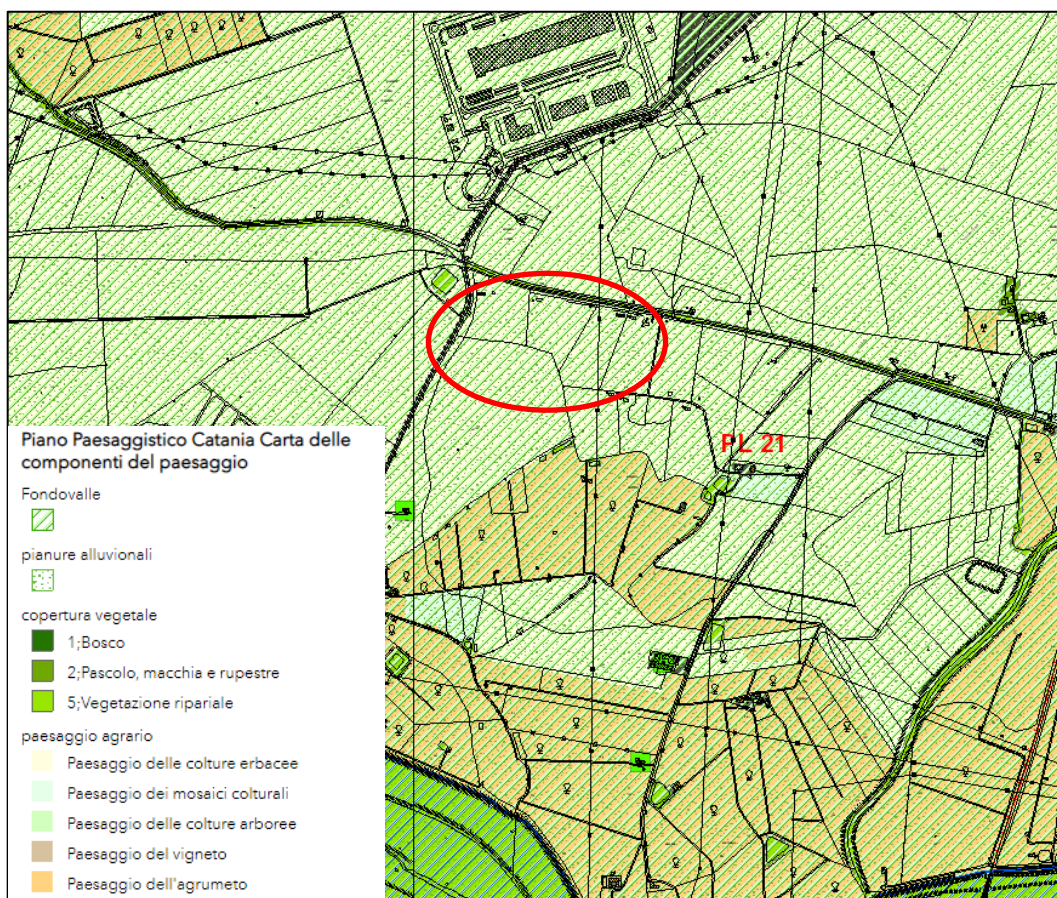 PL 21
Piano Paesaggistico Catania Carta delle
componenti del paesaggio
Fondovalle
pianure alluvionali
copertura vegetale
1;Bosco
2;Pascolo, macchia e rupestre
5;Vegetazione ripariale
paesaggio agrario
Paesaggio delle colture erbacee
Paesaggio dei mosaici colturali
Paesaggio delle colture arboree
Paesaggio del vigneto
Paesaggio dell'agrumeto